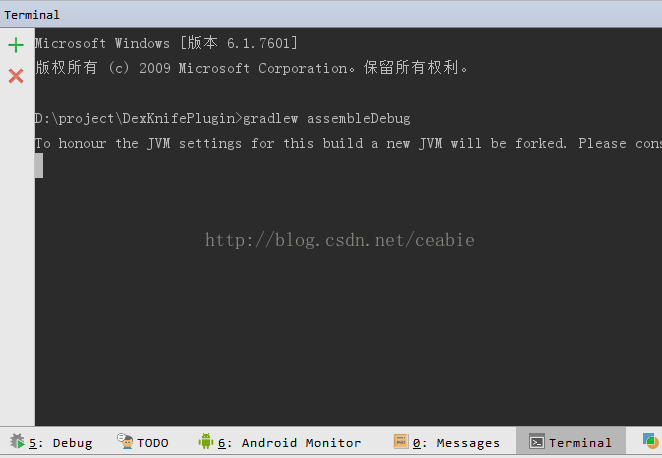 Terminal
Microsoft Windows [版本 6.1.7601]
版权所有 (c) 2009 Microsoft Corporation。保留所有权利。
D:\project\DexKnifePlugin>gradlew assembleDebug
To honour the JVM settings for this build a new JVM will be forked. Please cons
http://blog.csdn.net/ceabie
5: Debug TODO 6: Android Monitor 0: Messages Terminal